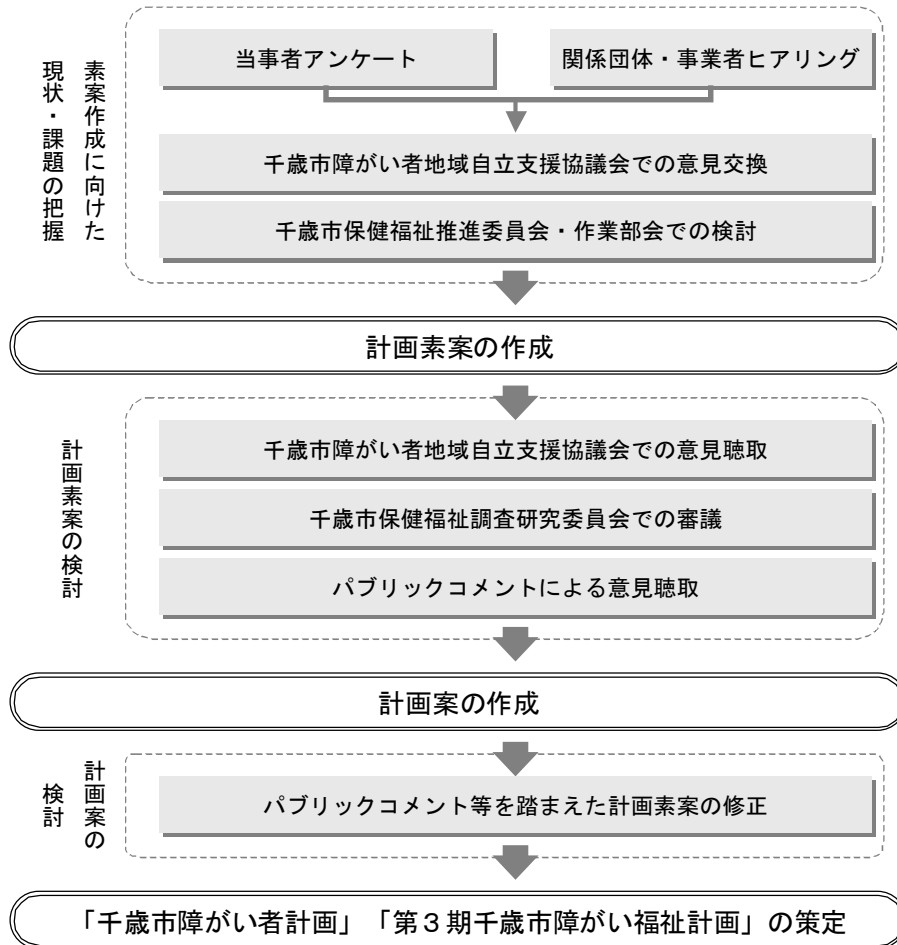 素案作成に向けた
現状・課題の把握
当事者アンケート
関係団体・事業者ヒアリング
千歳市障がい者地域自立支援協議会での意見交換
千歳市保健福祉推進委員会・作業部会での検討
計画素案の作成
計画素案の検討
千歳市障がい者地域自立支援協議会での意見聴取
千歳市保健福祉調査研究委員会での審議
パブリックコメントによる意見聴取
計画案の作成
計画案の
検討
パブリックコメント等を踏まえた計画素案の修正
「千歳市障がい者計画」「第３期千歳市障がい福祉計画」の策定